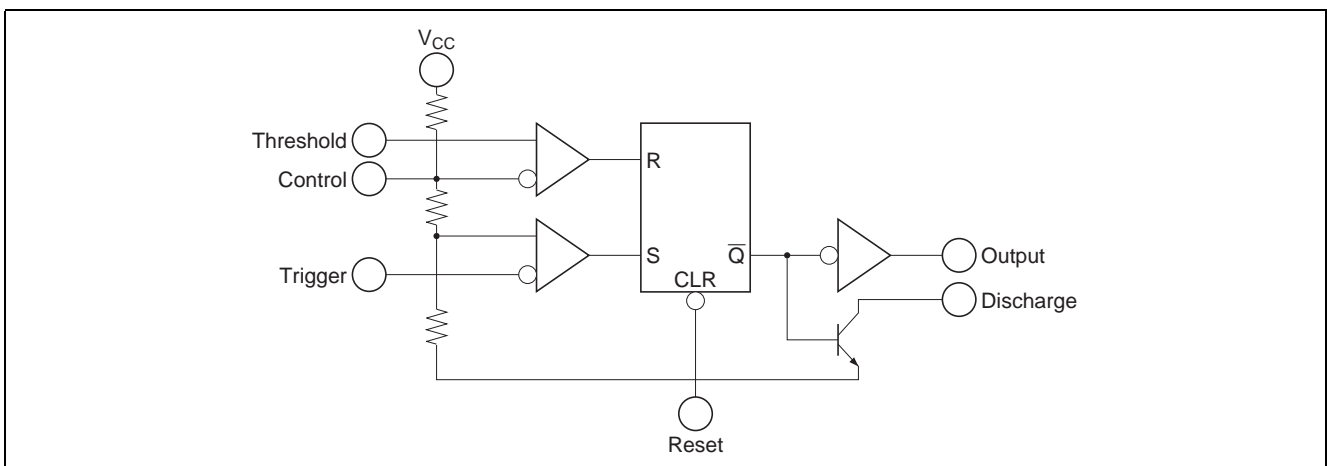 VCC
Threshold
Control
R
S
Q̅
Output
Trigger
CLR
Discharge
Reset